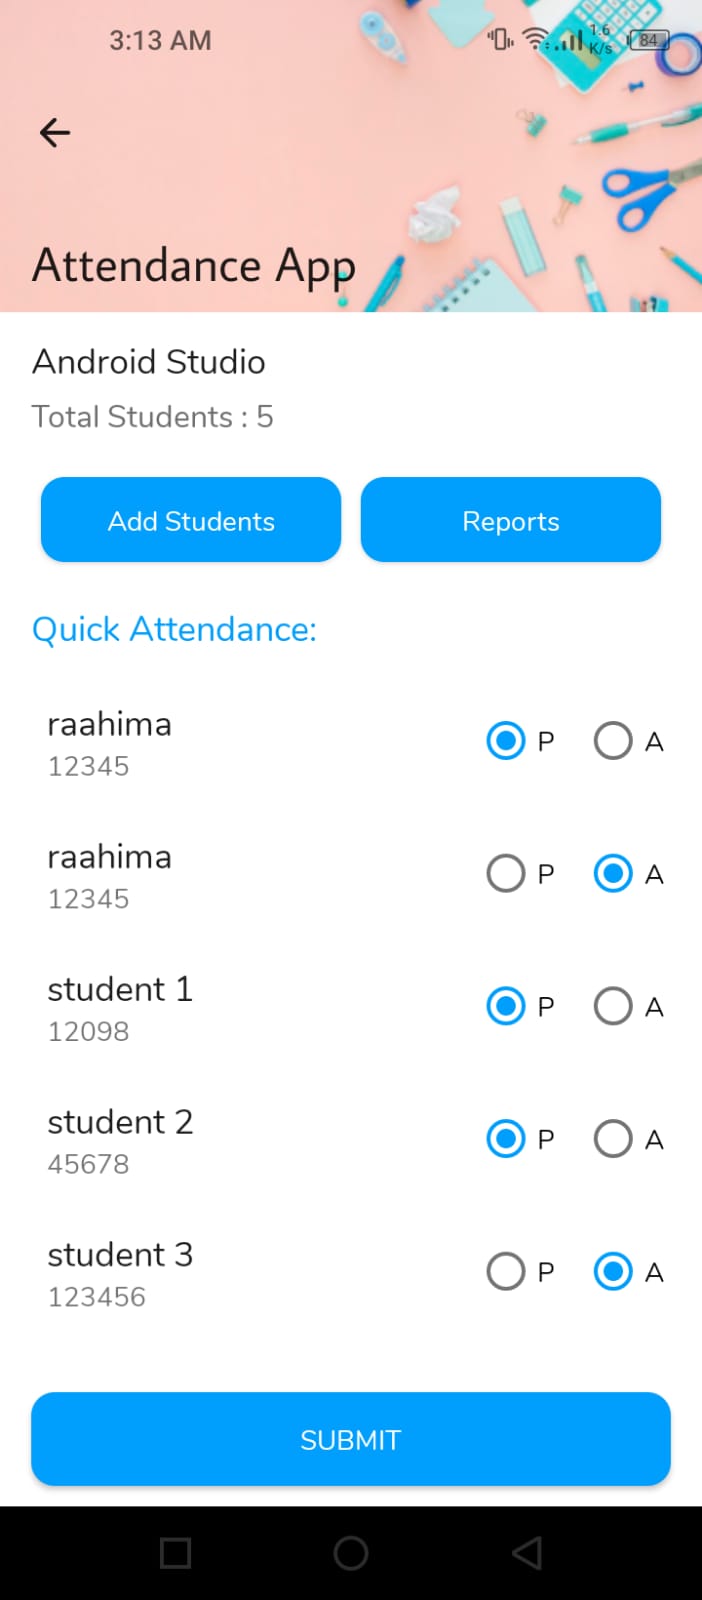 3:13 AM
1.6
K/s
84
Attendance App
Android Studio
Total Students : 5
Add Students
Reports
Quick Attendance:
raahima
12345
P
A
raahima
12345
P
A
student 1
12098
P
A
student 2
45678
P
A
student 3
123456
P
A
SUBMIT